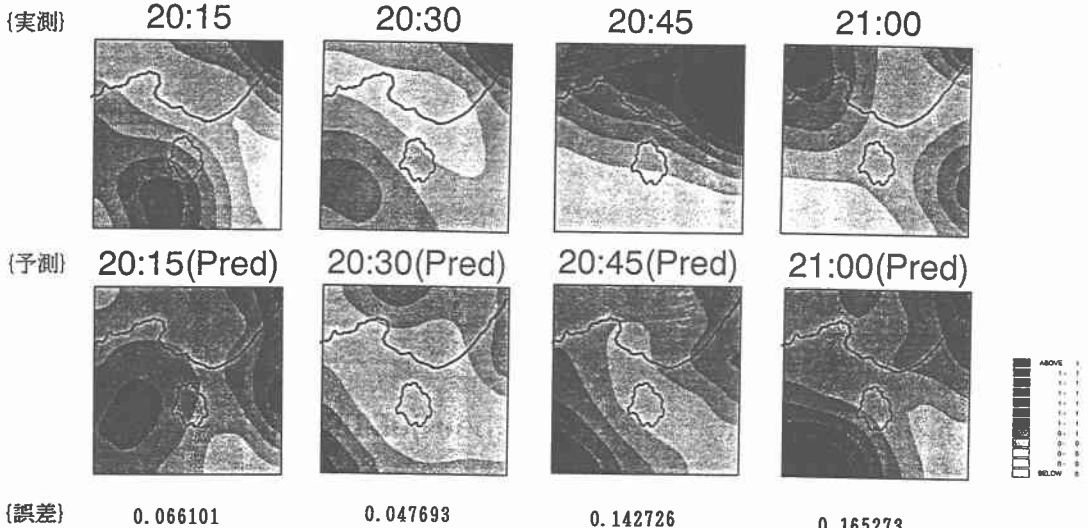 {実測} 20:15 20:30 20:45 21:00
{予測} 20:15(Pred) 20:30(Pred) 20:45(Pred) 21:00(Pred)
ABOVE
BELOW
{誤差} 0.066101 0.047693 0.142726 0.165273